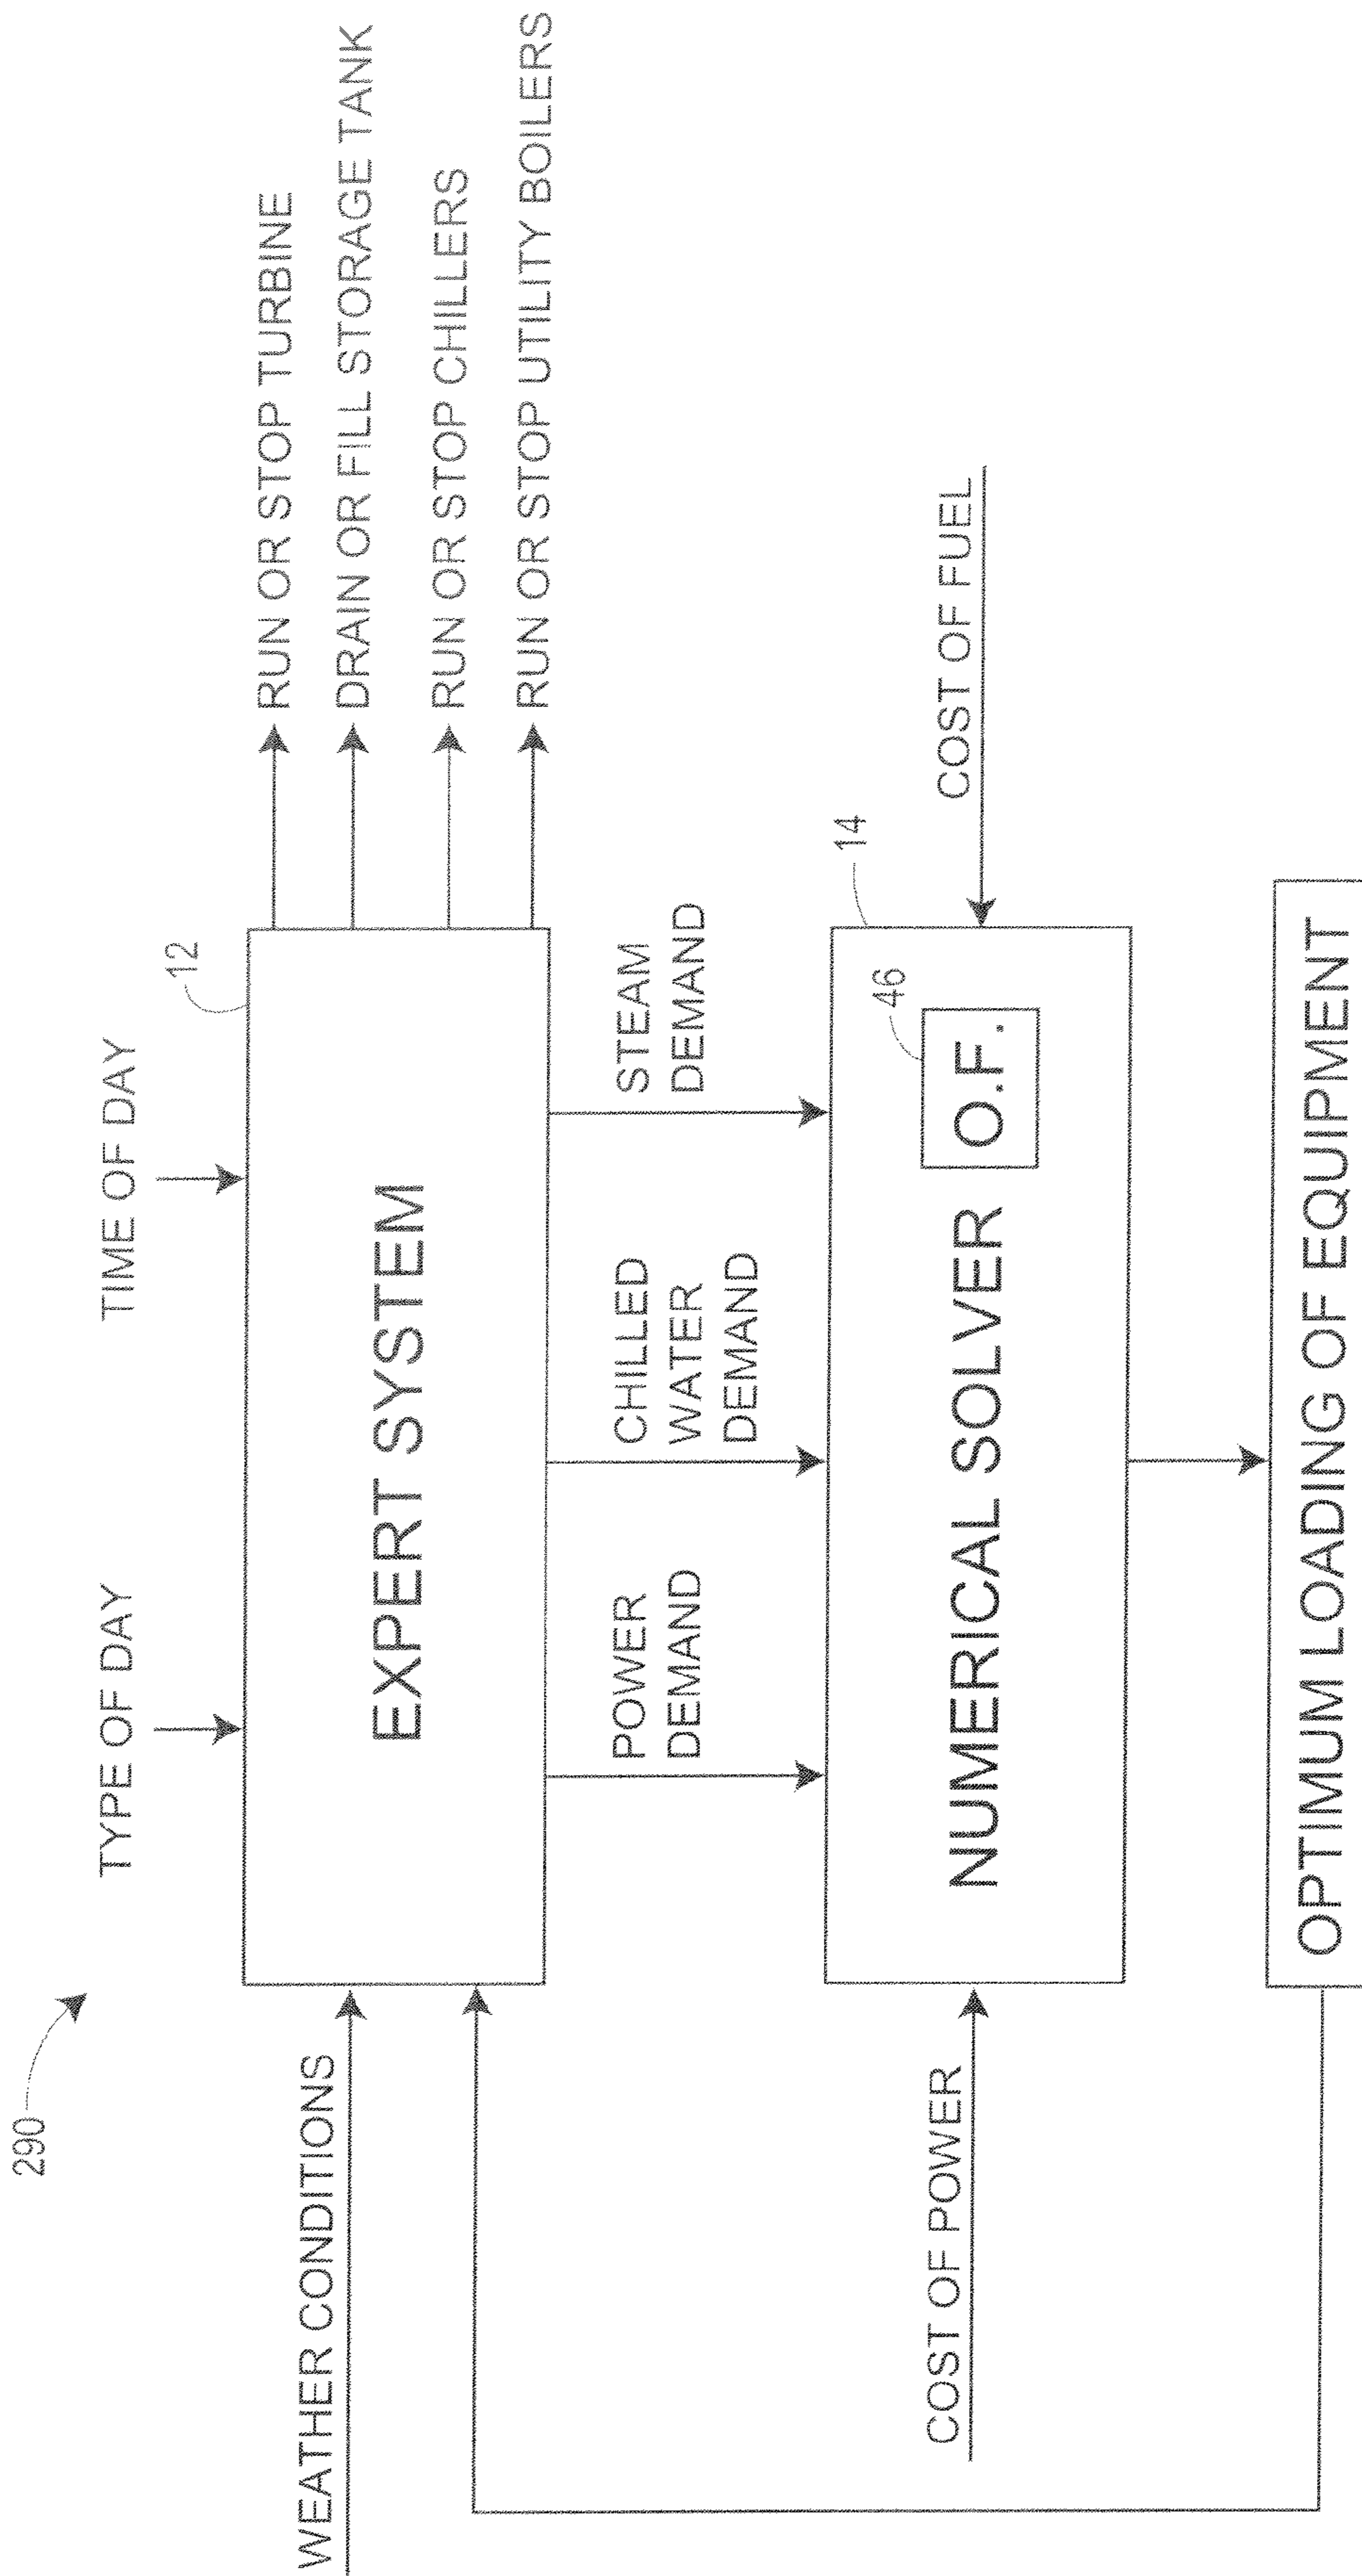 290
TYPE OF DAY
TIME OF DAY
12
WEATHER CONDITIONS
EXPERT SYSTEM
RUN OR STOP TURBINE
DRAIN OR FILL STORAGE TANK
RUN OR STOP CHILLERS
RUN OR STOP UTILITY BOILERS
POWER
DEMAND
CHILLED
WATER
DEMAND
STEAM
DEMAND
14
COST OF POWER
NUMERICAL SOLVER
46
O.F.
COST OF FUEL
OPTIMUM LOADING OF EQUIPMENT